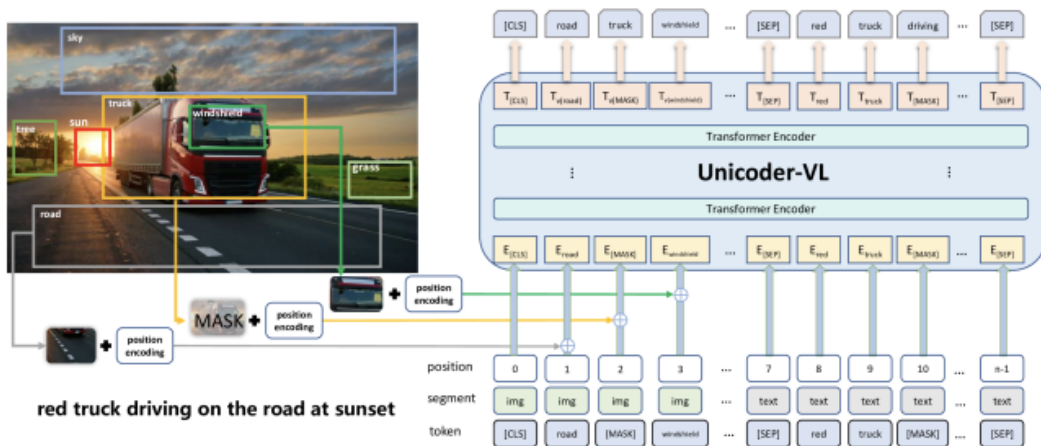 sky
truck
windshield
tree
sun
grass
road
position encoding
MASK
position encoding
position encoding
red truck driving on the road at sunset
[CLS] road truck windshield ... [SEP] red truck driving ... [SEP]
T[CLS] Tv(road) Tv(MASK) Tv(windshield) ... T[SEP] Tred Ttruck T[MASK] ... T[SEP]
Transformer Encoder
Unicoder-VL
Transformer Encoder
E[CLS] Eroad E[MASK] Ewindshield ... E[SEP] Ered Etruck E[MASK] ... E[SEP]
position 0 1 2 3 ... 7 8 9 10 ... n-1
segment img img img img ... text text text text ... text
token [CLS] road [MASK] windshield ... [SEP] red truck [MASK] ... [SEP]